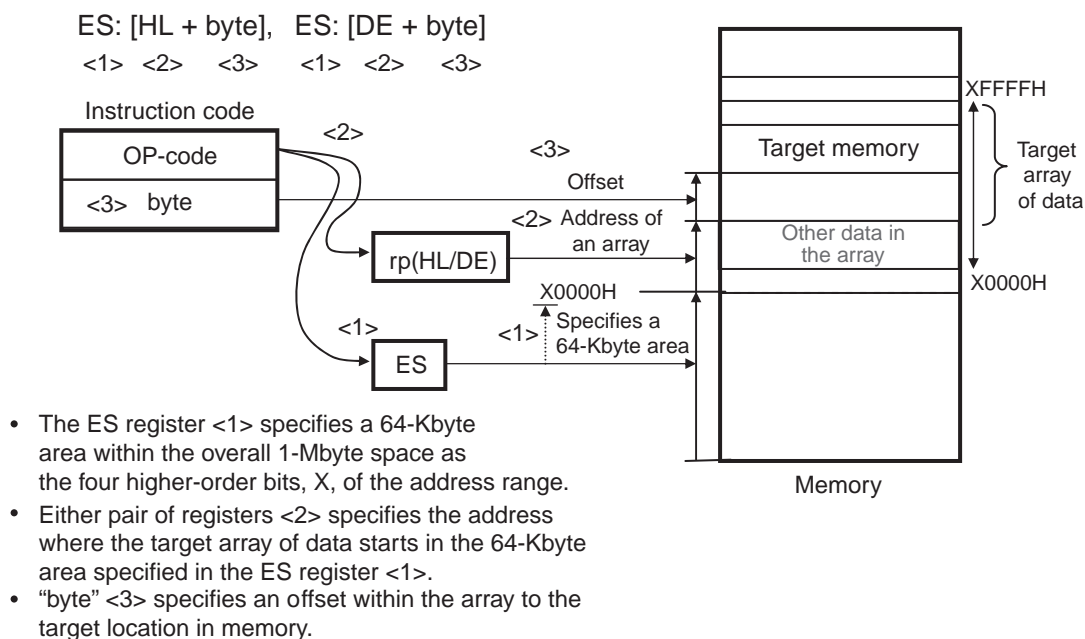 ES: [HL + byte], ES: [DE + byte]
<1> <2> <3> <1> <2> <3>
Instruction code
OP-code
<3> byte
<2>
<3>
Offset
<2> Address of
an array
rp(HL/DE)
X0000H
<1>
<1> Specifies a
64-Kbyte
area
ES
XFFFFH
Target memory
Target
array
of data
Other data in
the array
X0000H
Memory
• The ES register <1> specifies a 64-Kbyte
area within the overall 1-Mbyte space as
the four higher-order bits, X, of the address range.
• Either pair of registers <2> specifies the address
where the target array of data starts in the 64-Kbyte
area specified in the ES register <1>.
• “byte” <3> specifies an offset within the array to the
target location in memory.